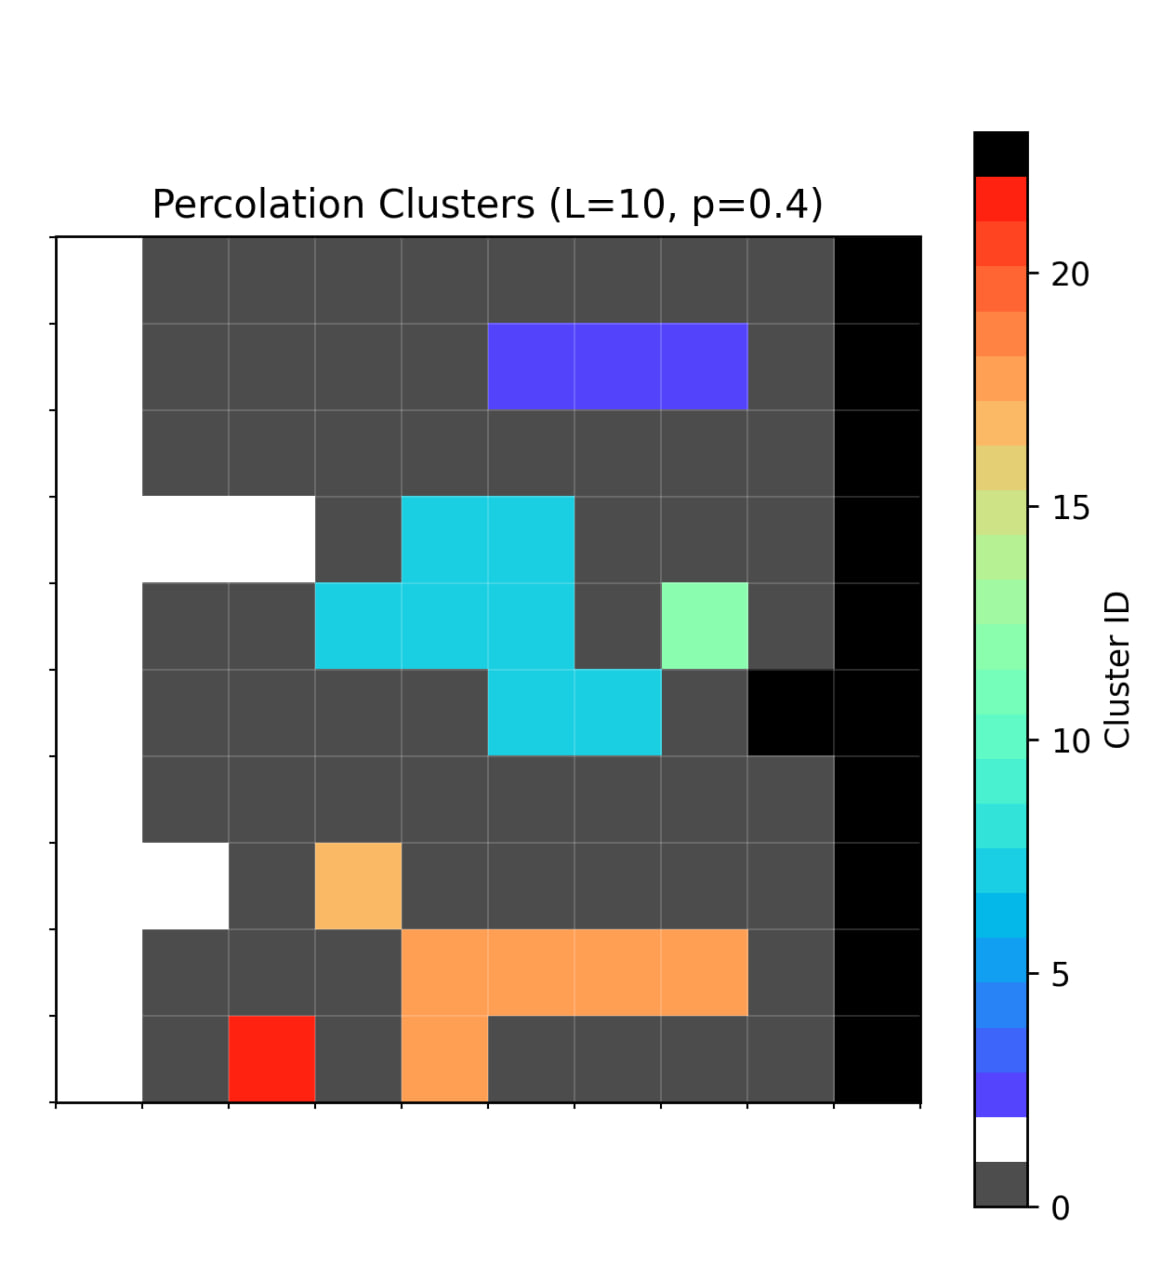 Percolation Clusters (L=10, p=0.4)
20
15
10
5
0
Cluster ID